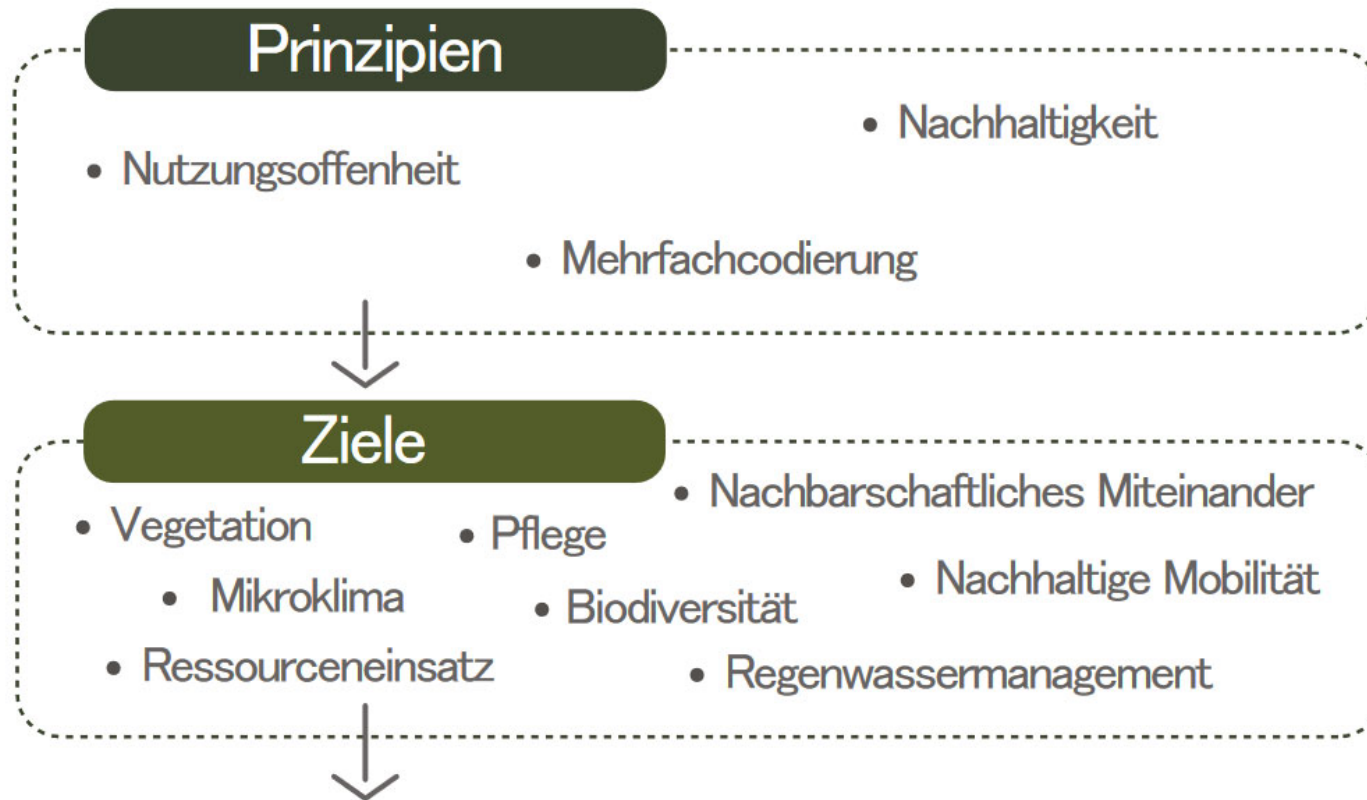 Prinzipien
• Nachhaltigkeit
• Nutzungsoffenheit
• Mehrfachcodierung
Ziele
• Nachbarschaftliches Miteinander
• Vegetation
• Pflege
• Nachhaltige Mobilität
• Mikroklima
• Biodiversität
• Ressourceneinsatz
• Regenwassermanagement